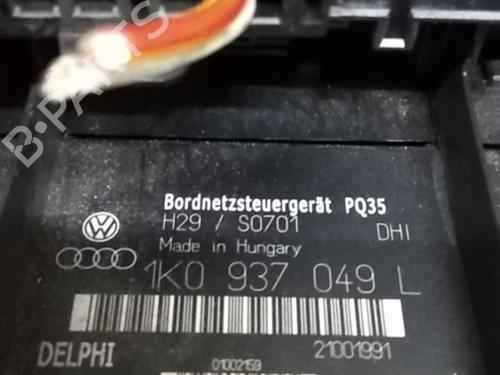 B-PARTS
Bordnetzsteuergerät PQ35
H29 / S0701 DHI
Made in Hungary
1K0 937 049 L
DELPHI 21001991
01002159